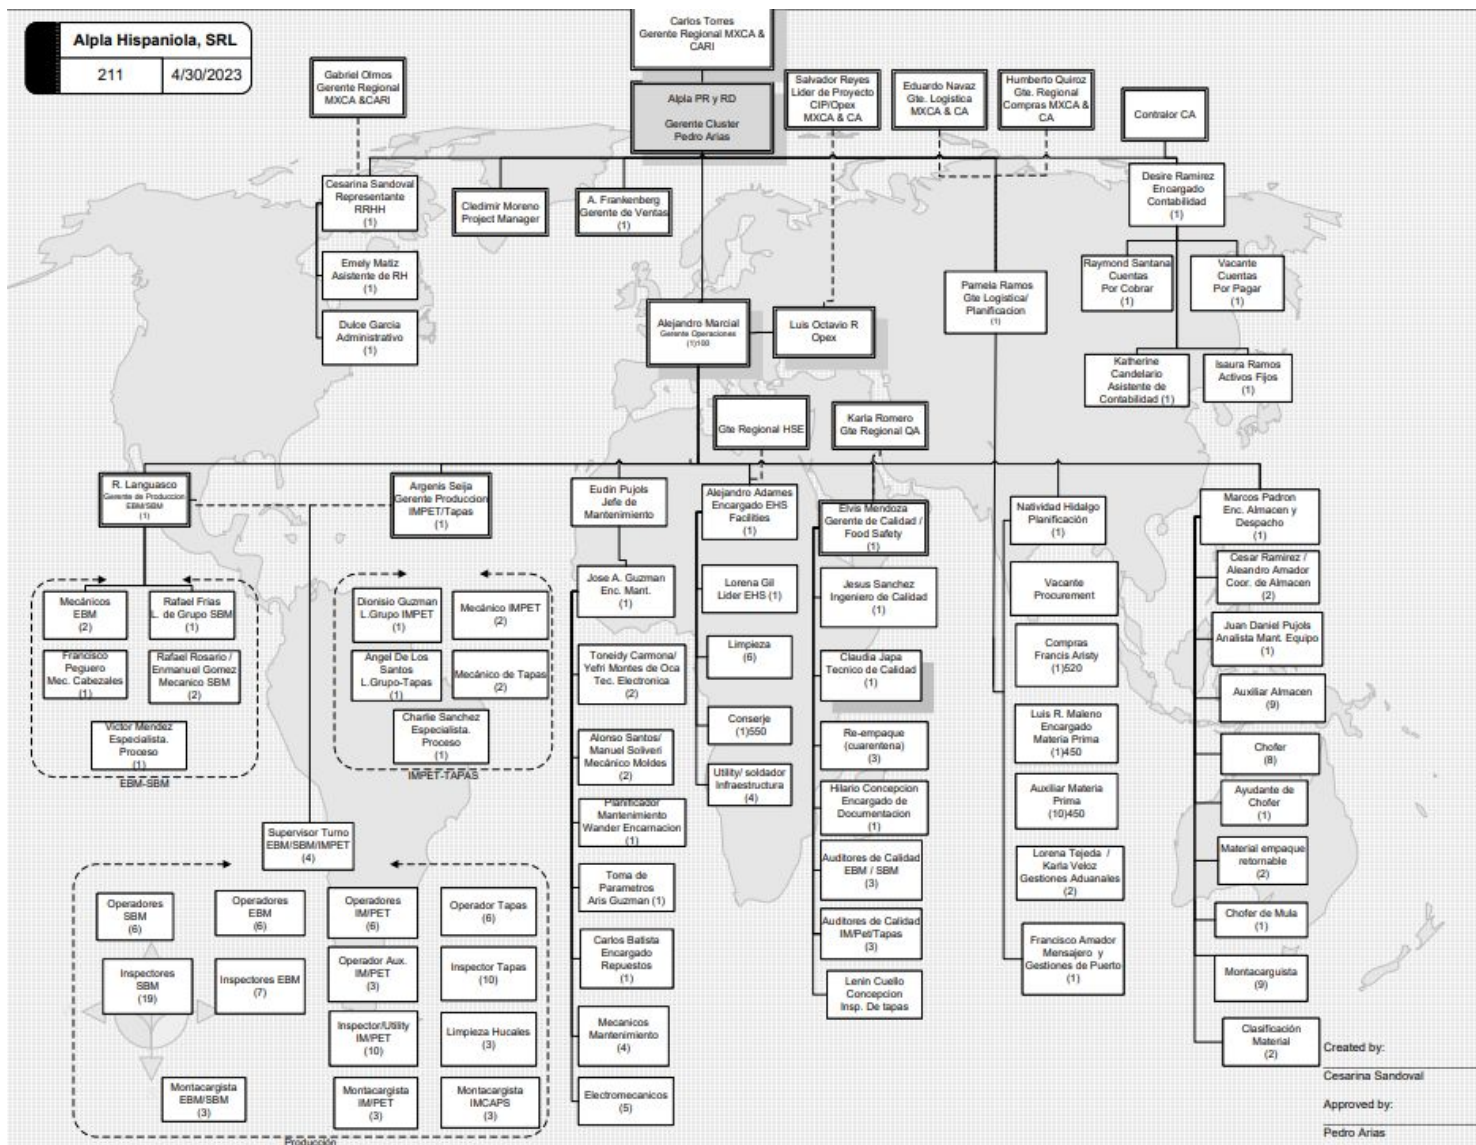 Alpla Hispaniola, SRL
211
4/30/2023
Carlos Torres
Gerente Regional MXCA &
CARI
Gabriel Olmos
Gerente Regional
MXCA &CARI
Alpla PR y RD
Gerente Cluster
Pedro Arias
Salvador Reyes
Lider de Proyecto
CIP/Opex
MXCA & CA
Eduardo Navaz
Gte. Logistica
MXCA & CA
Humberto Quiroz
Gte. Regional
Compras MXCA &
CA
Contralor CA
Cesarina Sandoval
Representante
RRHH
(1)
Cledimir Moreno
Project Manager
A. Frankenberg
Gerente de Ventas
(1)
Desire Ramirez
Encargado
Contabilidad
(1)
Emely Matiz
Asistente de RH
(1)
Dulce Garcia
Administrativo
(1)
Raymond Santana
Cuentas
Por Cobrar
(1)
Vacante
Cuentas
Por Pagar
(1)
Pamela Ramos
Gte Logistica/
Planificacion
(1)
Alejandro Marcial
Gerente Operaciones
(1)100
Luis Octavio R
Opex
Katherine
Candelario
Asistente de
Contabilidad (1)
Isaura Ramos
Activos Fijos
(1)
Gte Regional HSE
Karla Romero
Gte Regional QA
R. Languasco
Gerente de Produccion
EBM/SBM
(1)
Argenis Seija
Gerente Produccion
IMPET/Tapas
(1)
Eudin Pujols
Jefe de
Mantenimiento
Alejandro Adames
Encargado EHS
Facilities
(1)
Elvis Mendoza
Gerente de Calidad /
Food Safety
(1)
Natividad Hidalgo
Planificación
(1)
Marcos Padron
Enc. Almacen y
Despacho
(1)
Mecánicos
EBM
(2)
Rafael Frias
L. de Grupo SBM
(1)
Francisco
Peguero
Mec. Cabezales
(1)
Rafael Rosario /
Enmanuel Gomez
Mecanico SBM
(2)
Victor Mendez
Especialista.
Proceso
(1)
EBM-SBM
Dionisio Guzman
L.Grupo IMPET
(1)
Mecánico IMPET
(2)
Angel De Los
Santos
L.Grupo-Tapas
(1)
Mecánico de Tapas
(2)
Charlie Sanchez
Especialista.
Proceso
(1)
IMPET-TAPAS
Supervisor Turno
EBM/SBM/IMPET
(4)
Operadores
SBM
(6)
Operadores
EBM
(6)
Operadores
IM/PET
(6)
Operador Tapas
(6)
Inspectores
SBM
(19)
Inspectores EBM
(7)
Operador Aux.
IM/PET
(3)
Inspector Tapas
(10)
Inspector/Utility
IM/PET
(10)
Limpieza Hucales
(3)
Montacargista
EBM/SBM
(3)
Montacargista
IM/PET
(3)
Montacargista
IMCAPS
(3)
Producción
Jose A. Guzman
Enc. Mant.
(1)
Toneidy Carmona/
Yefri Montes de Oca
Tec. Electronica
(2)
Alonso Santos/
Manuel Soliveri
Mecánico Moldes
(2)
Planificador
Mantenimiento
Wander Encarnacion
(1)
Toma de
Parametros
Aris Guzman (1)
Carlos Batista
Encargado
Repuestos
(1)
Mecanicos
Mantenimiento
(4)
Electromecanicos
(5)
Lorena Gil
Lider EHS (1)
Limpieza
(6)
Conserje
(1)550
Utility/ soldador
Infraestructura
(4)
Jesus Sanchez
Ingeniero de Calidad
(1)
Claudia Japa
Tecnico de Calidad
(1)
Re-empaque
(cuarentena)
(3)
Hilario Concepcion
Encargado de
Documentacion
(1)
Auditores de Calidad
EBM / SBM
(3)
Auditores de Calidad
IM/Pet/Tapas
(3)
Lenin Cuello
Concepcion
Insp. De tapas
Vacante
Procurement
Compras
Francis Aristy
(1)520
Luis R. Maleno
Encargado
Materia Prima
(1)450
Auxiliar Materia
Prima
(10)450
Lorena Tejeda /
Karla Veloz
Gestiones Aduanales
(2)
Francisco Amador
Mensajero y
Gestiones de Puerto
(1)
Cesar Ramirez /
Aleandro Amador
Coor. de Almacen
(2)
Juan Daniel Pujols
Analista Mant. Equipo
(1)
Auxiliar Almacen
(9)
Chofer
(8)
Ayudante de
Chofer
(1)
Material empaque
retornable
(2)
Chofer de Mula
(1)
Montacarguista
(9)
Clasificación
Material
(2)
Created by:
Cesarina Sandoval
Approved by:
Pedro Arias